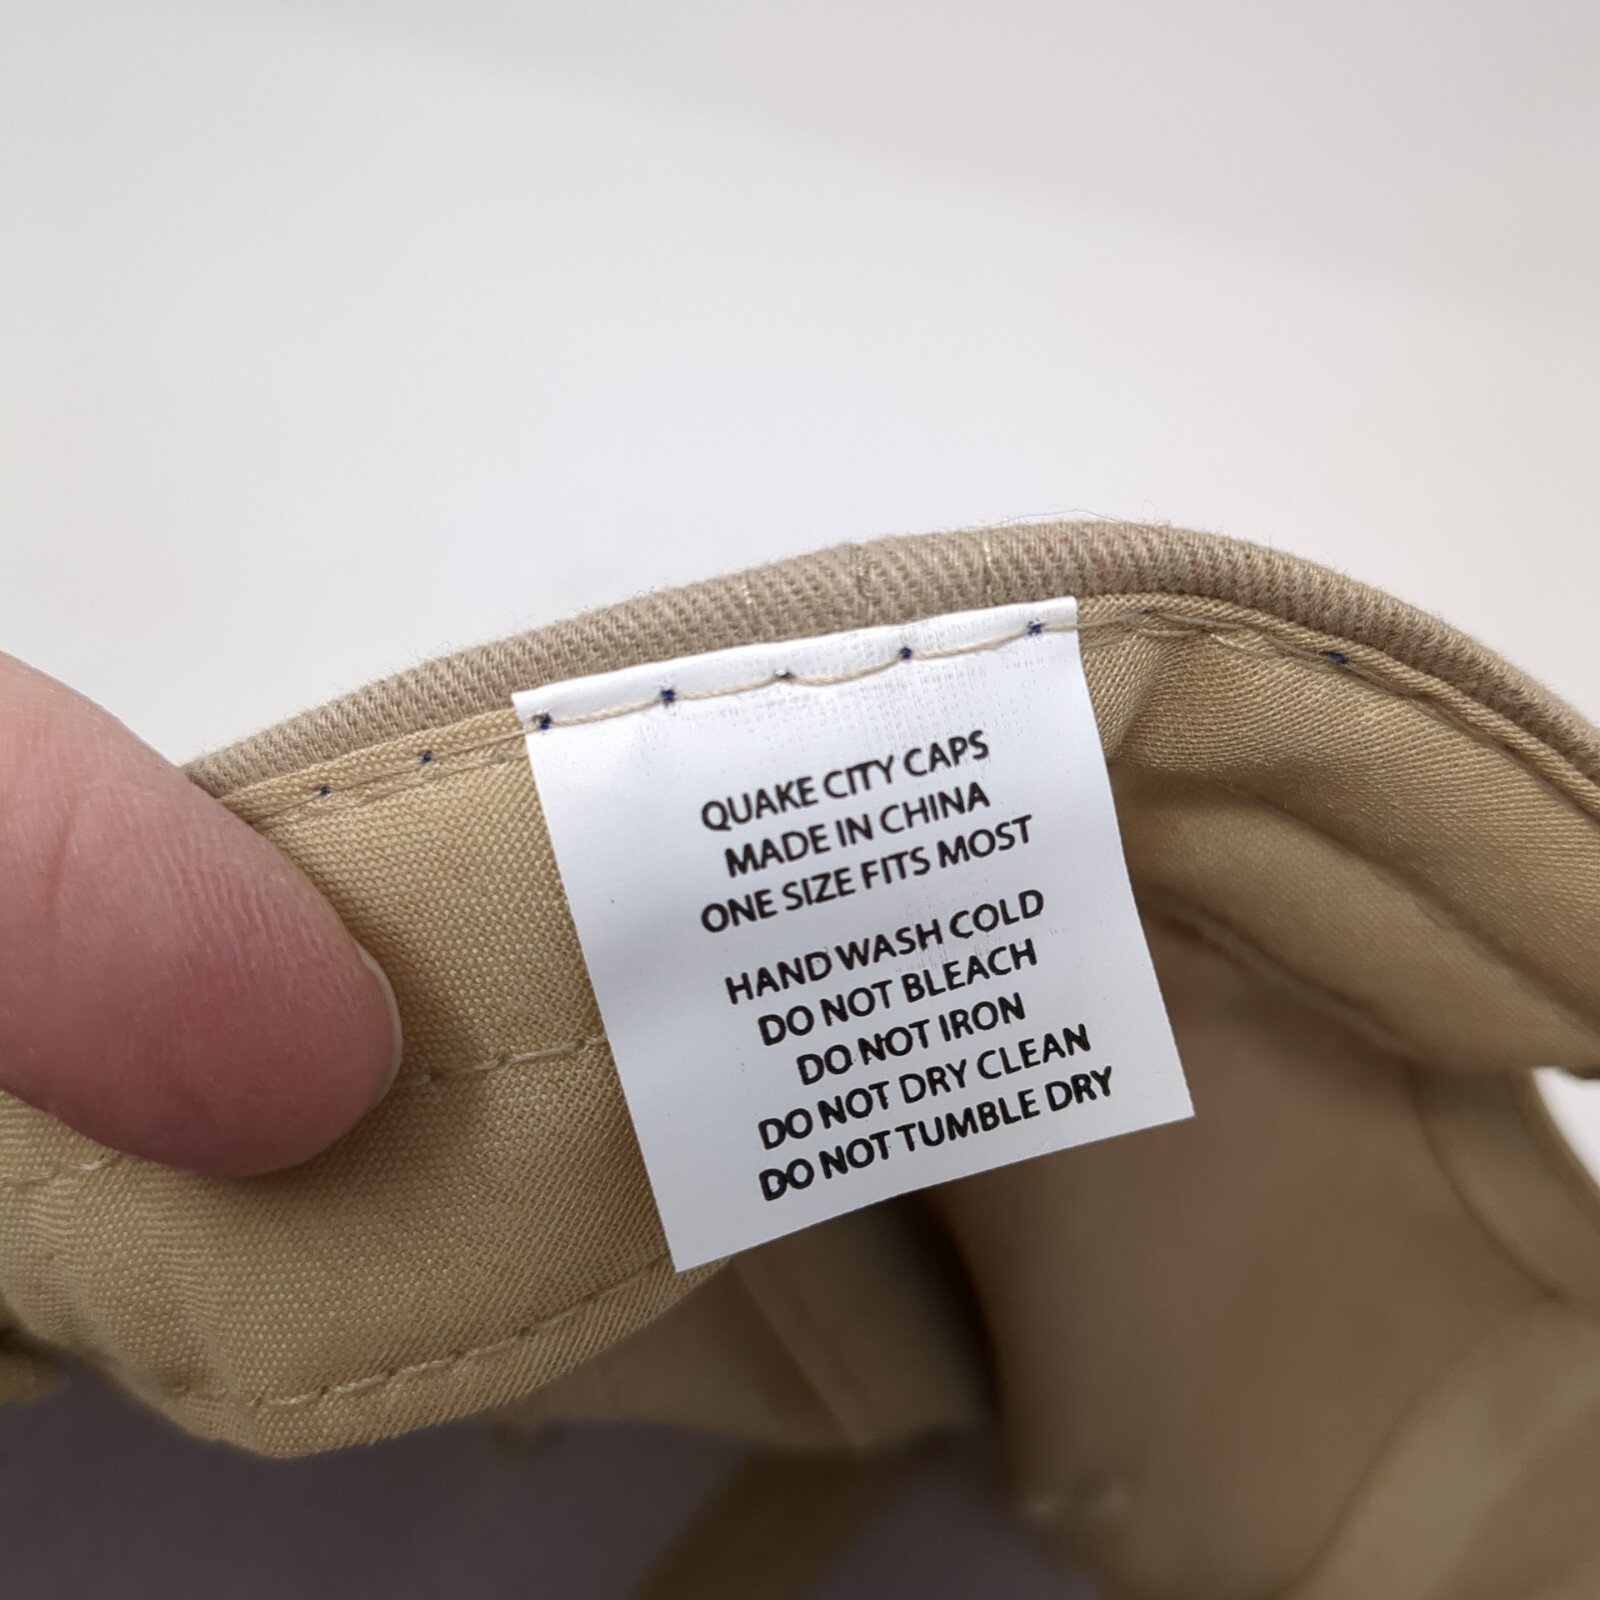 QUAKE CITY CAPS
MADE IN CHINA
ONE SIZE FITS MOST
HAND WASH COLD
DO NOT BLEACH
DO NOT IRON
DO NOT DRY CLEAN
DO NOT TUMBLE DRY